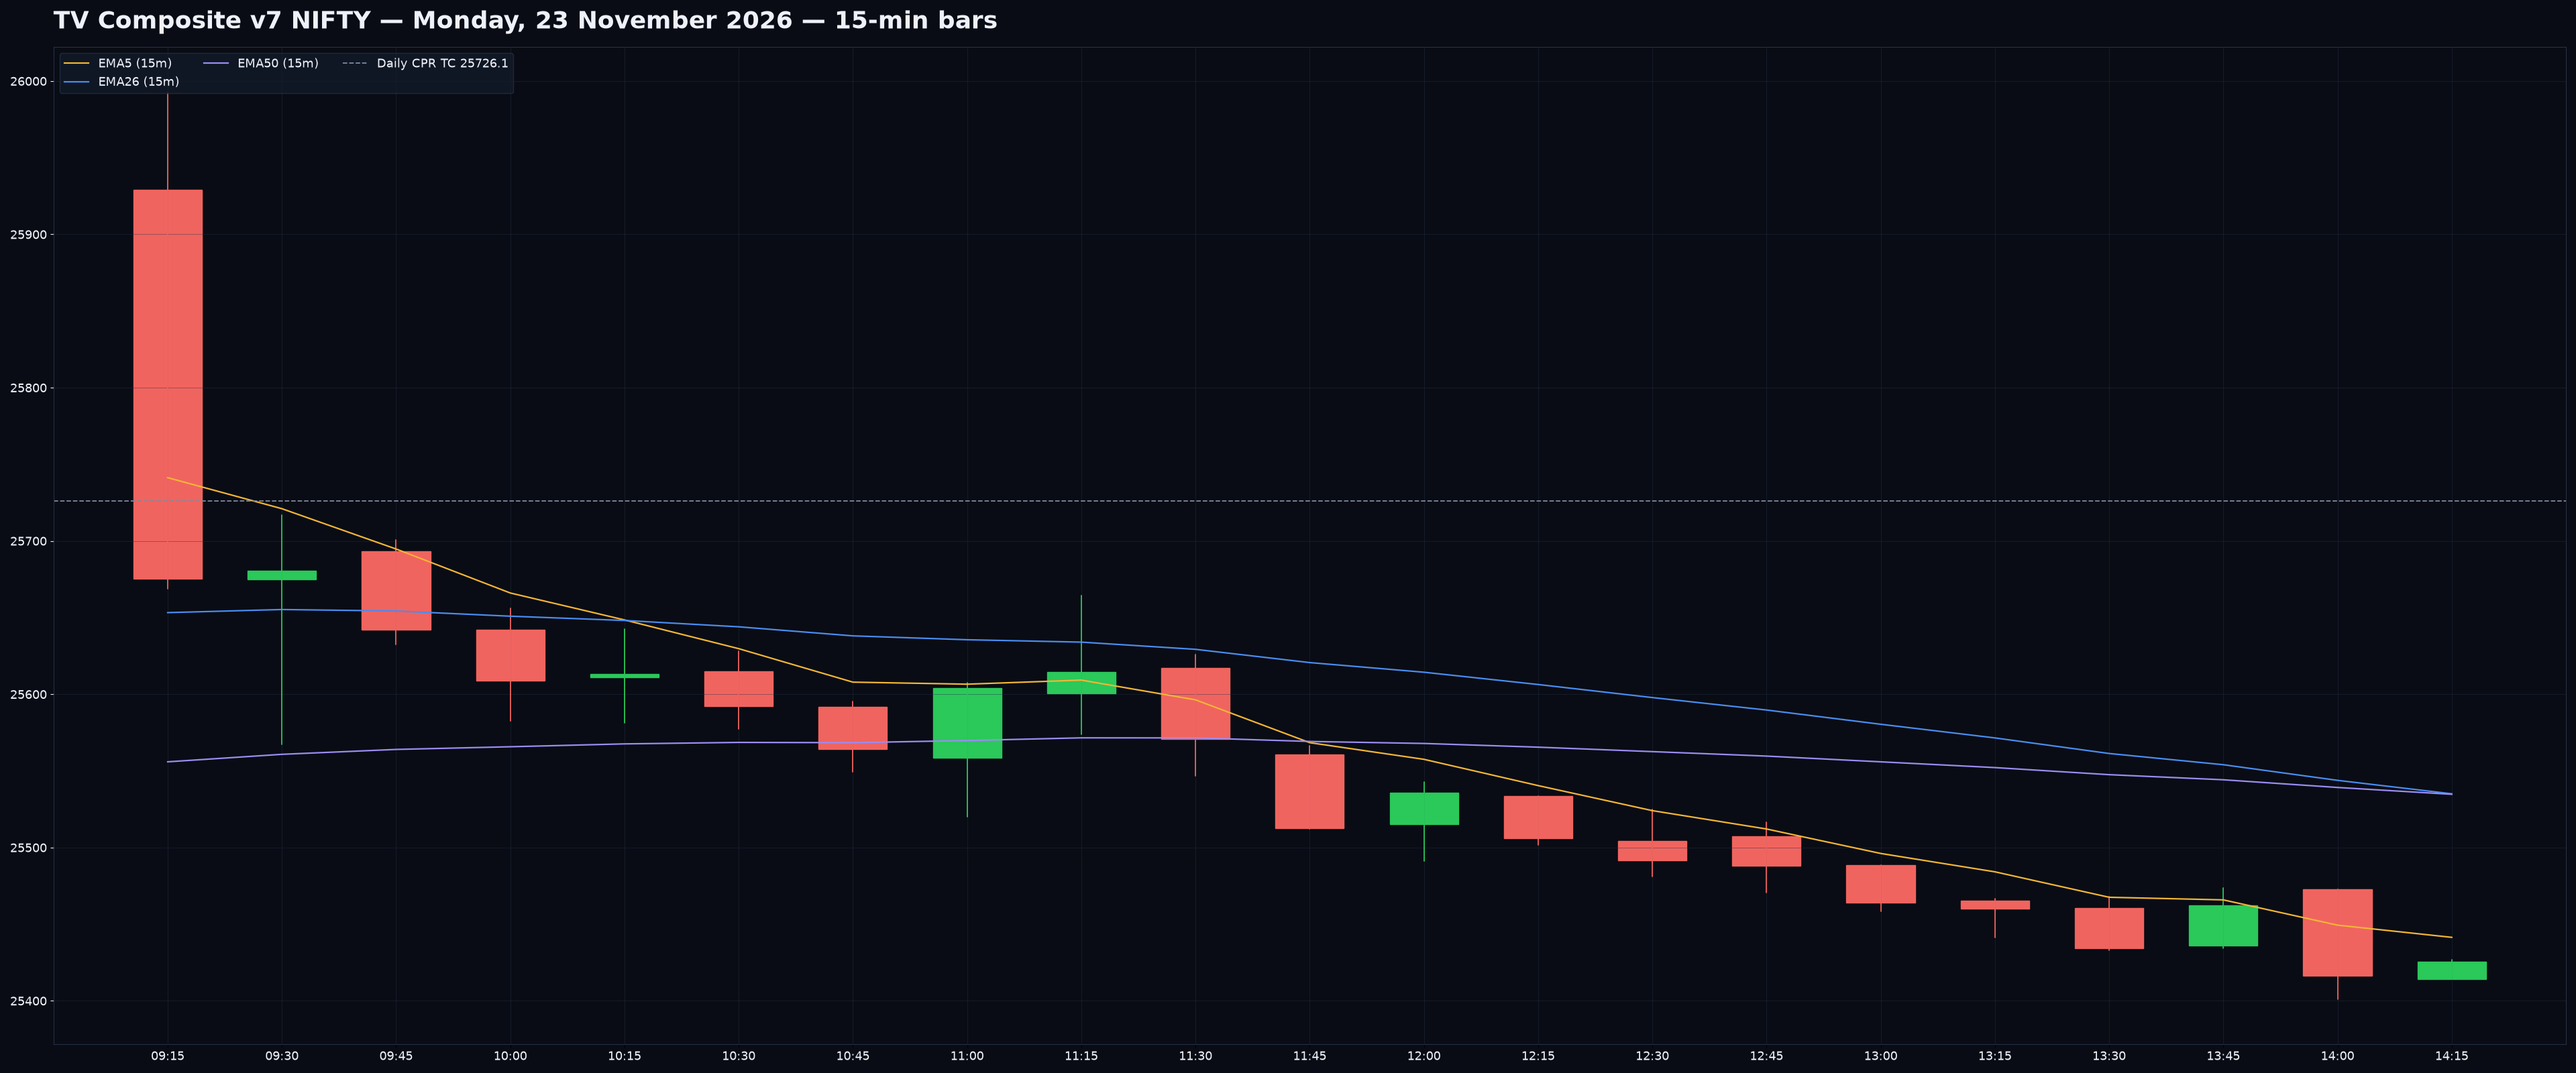 TV Composite v7 NIFTY — Monday, 23 November 2026 — 15-min bars
EMA5 (15m) EMA50 (15m) Daily CPR TC 25726.1
EMA26 (15m)
26000
25900
25800
25700
25600
25500
25400
09:15 09:30 09:45 10:00 10:15 10:30 10:45 11:00 11:15 11:30 11:45 12:00 12:15 12:30 12:45 13:00 13:15 13:30 13:45 14:00 14:15